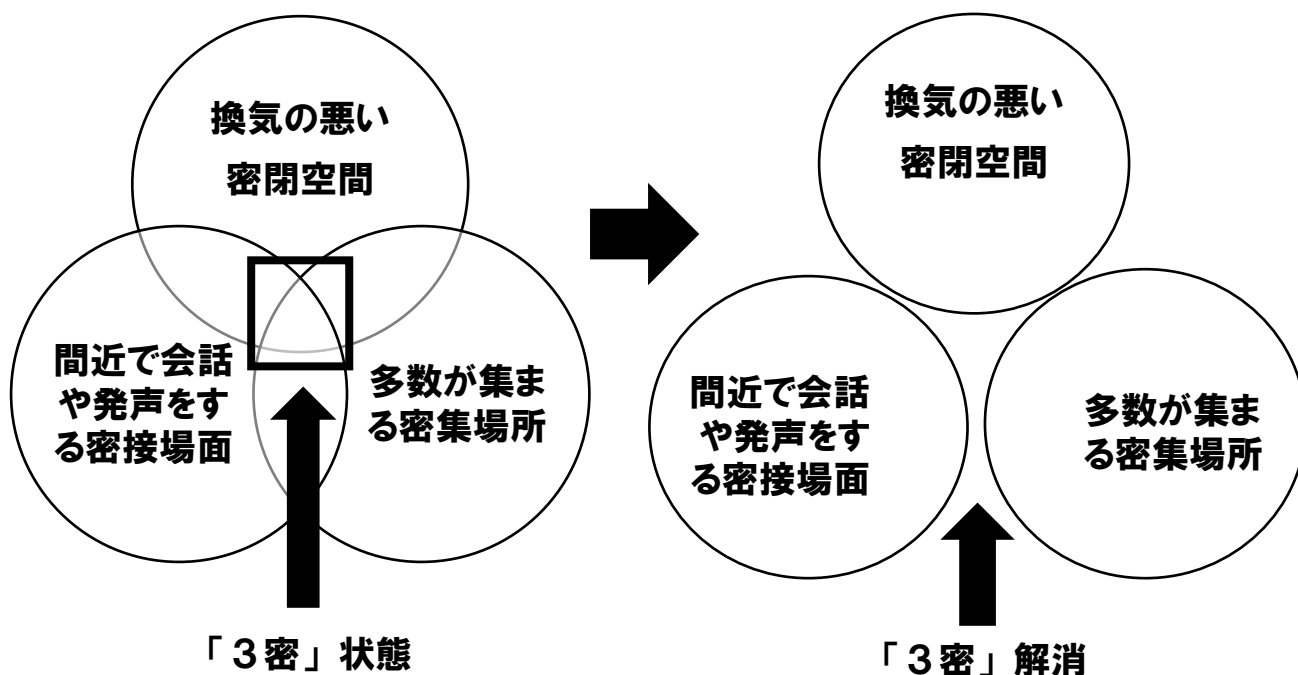 換気の悪い
密閉空間
間近で会話
や発声をす
る密接場面
多数が集ま
る密集場所
「３密」状態
換気の悪い
密閉空間
間近で会話
や発声をす
る密接場面
多数が集ま
る密集場所
「３密」解消